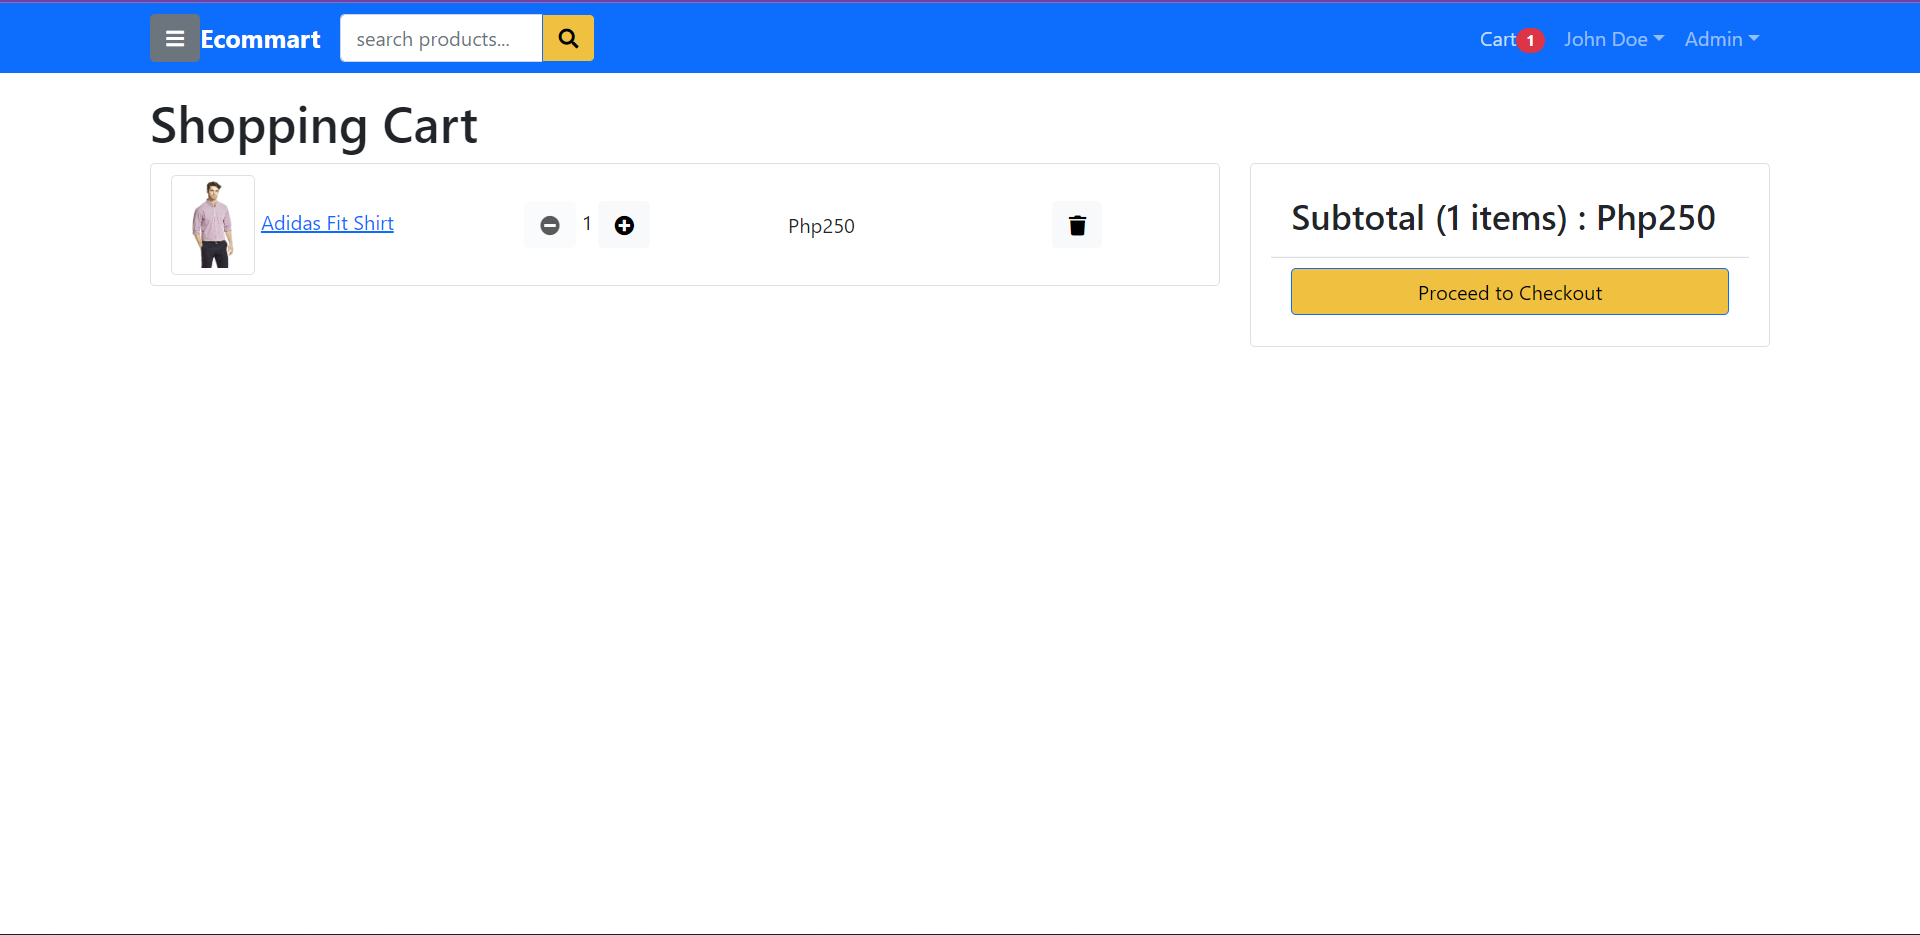 Ecommart
search products...
Cart 1
John Doe
Admin
Shopping Cart
Adidas Fit Shirt
1
Php250
Subtotal (1 items) : Php250
Proceed to Checkout